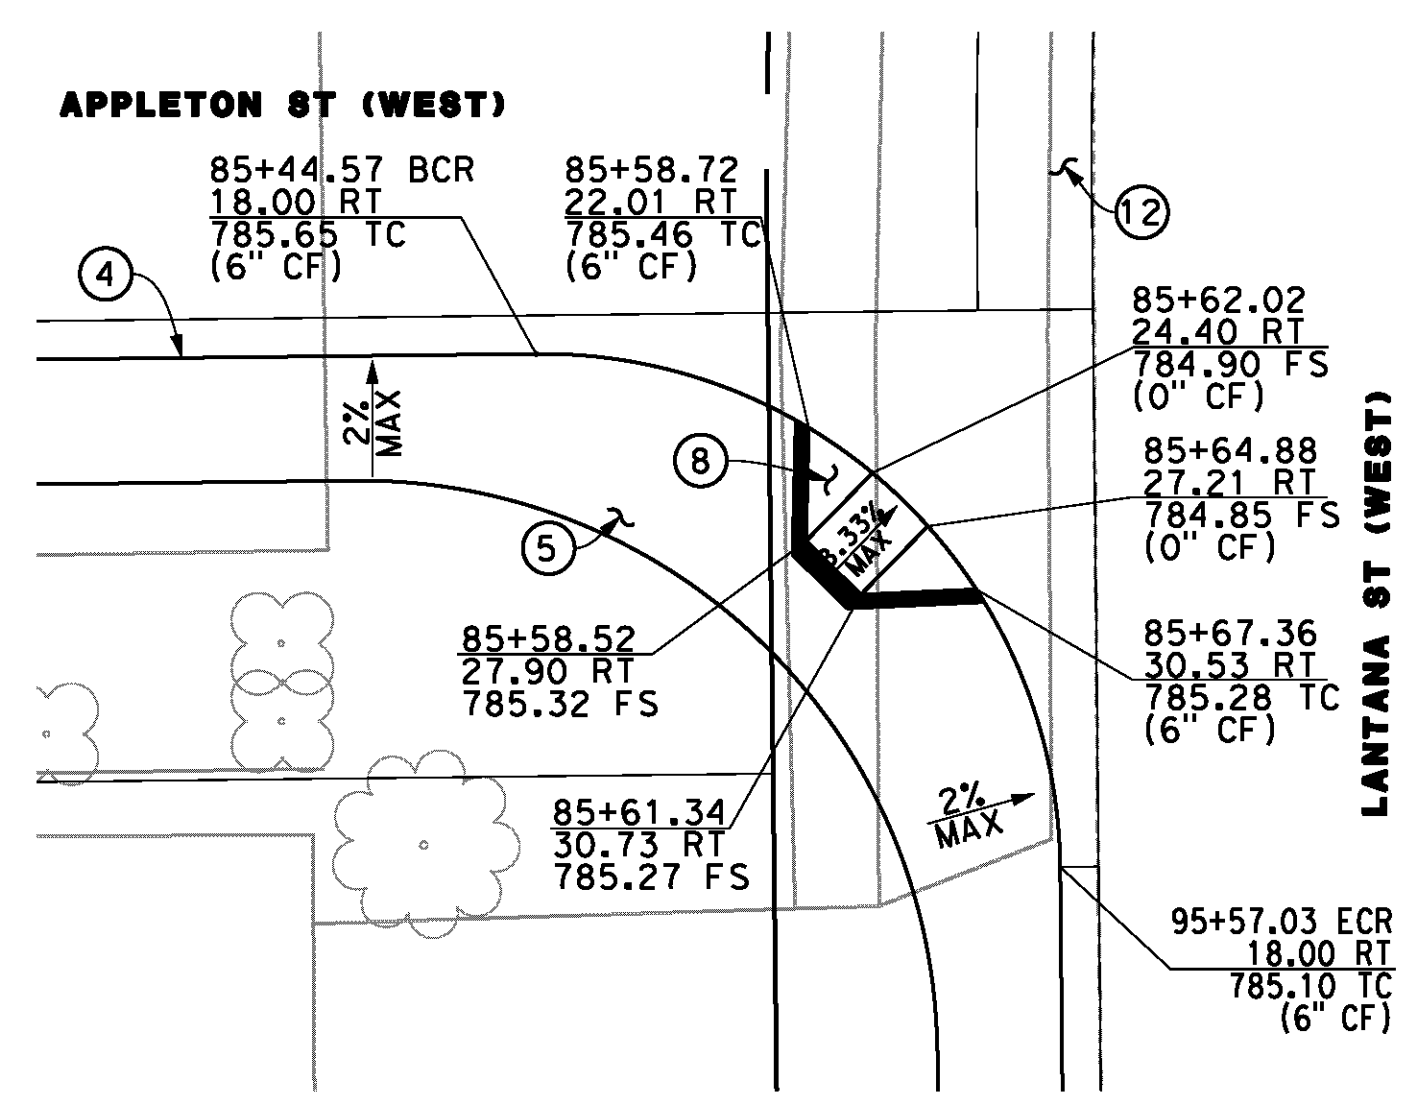 APPLETON ST (WEST)
85+44.57 BCR
18.00 RT
785.65 TC
(6" CF)
85+58.72
22.01 RT
785.46 TC
(6" CF)
12
4
85+62.02
24.40 RT
784.90 FS
(0" CF)
2%
MAX
8
85+64.88
27.21 RT
784.85 FS
(0" CF)
LANTANA ST (WEST)
5
8.33%
MAX
85+58.52
27.90 RT
785.32 FS
85+67.36
30.53 RT
785.28 TC
(6" CF)
85+61.34
30.73 RT
785.27 FS
2%
MAX
95+57.03 ECR
18.00 RT
785.10 TC
(6" CF)